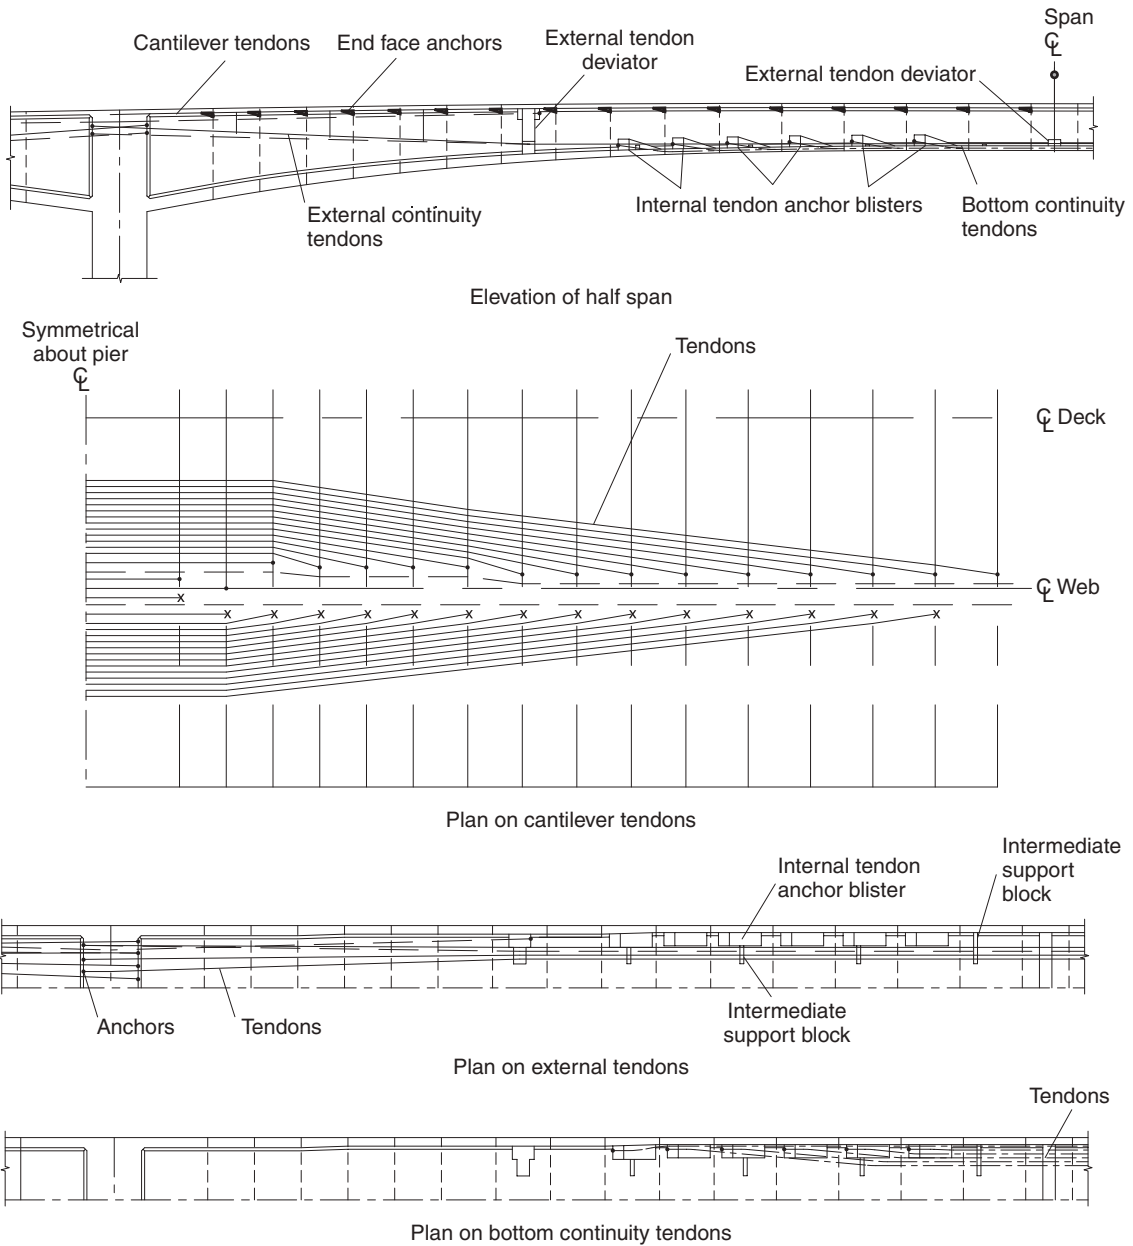 Span
℄
Cantilever tendons
End face anchors
External tendon
deviator
External tendon deviator
External continuity
tendons
Internal tendon anchor blisters
Bottom continuity
tendons
Elevation of half span
Symmetrical
about pier
℄
Tendons
℄ Deck
x
℄ Web
x x x x x x x x x x x x x
Plan on cantilever tendons
Internal tendon
anchor blister
Intermediate
support
block
Anchors
Tendons
Intermediate
support block
Plan on external tendons
Tendons
Plan on bottom continuity tendons